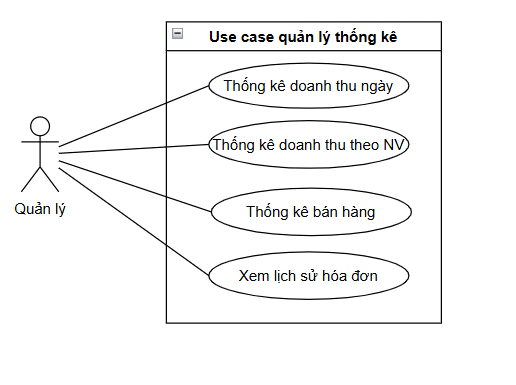 Use case quản lý thống kê
Thống kê doanh thu ngày
Thống kê doanh thu theo NV
Thống kê bán hàng
Xem lịch sử hóa đơn
Quản lý